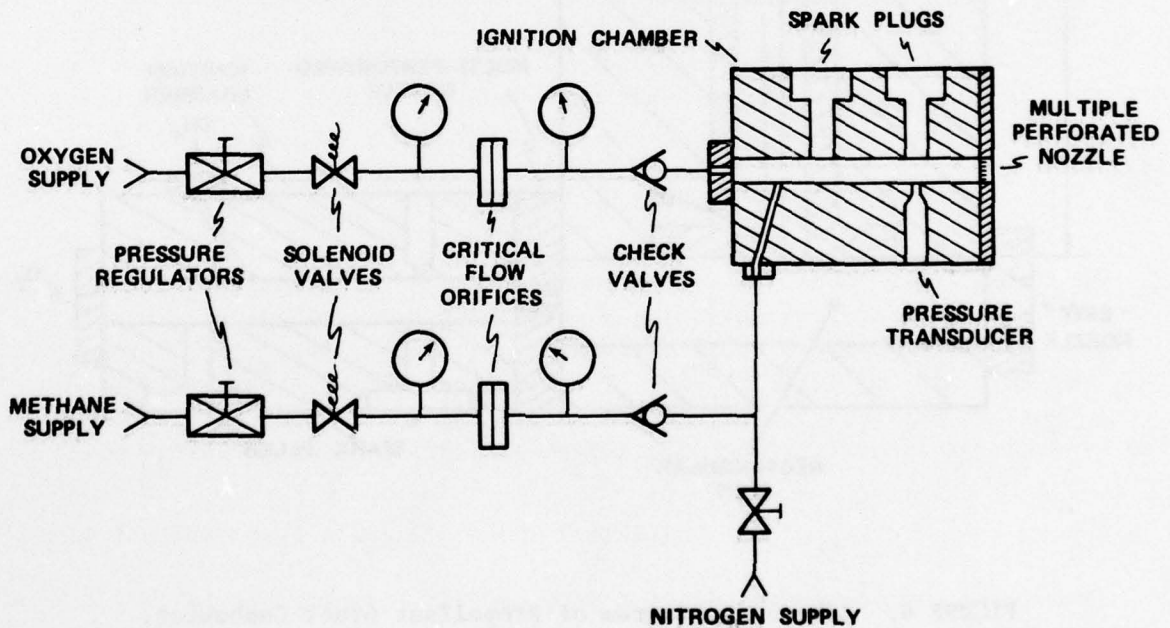 SPARK PLUGS
IGNITION CHAMBER
MULTIPLE
PERFORATED
NOZZLE
OXYGEN
SUPPLY
PRESSURE
REGULATORS
SOLENOID
VALVES
CRITICAL
FLOW
ORIFICES
CHECK
VALVES
PRESSURE
TRANSDUCER
METHANE
SUPPLY
NITROGEN SUPPLY